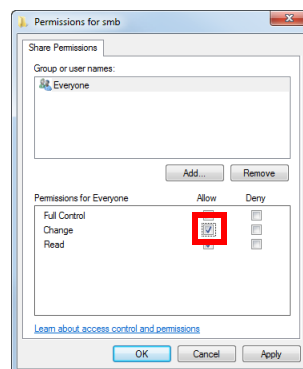 Permissions for smb
Share Permissions
Group or user names:
Everyone
Add... Remove
Permissions for Everyone Allow Deny
Full Control
Change
Read
Learn about access control and permissions
OK Cancel Apply